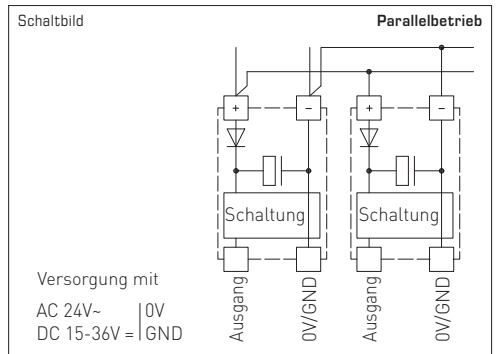 Schaltbild
Parallelbetrieb
+
–
+
–
Schaltung
Schaltung
Ausgang
0V/GND
Ausgang
0V/GND
Versorgung mit
AC 24V~ | 0V
DC 15-36V = | GND